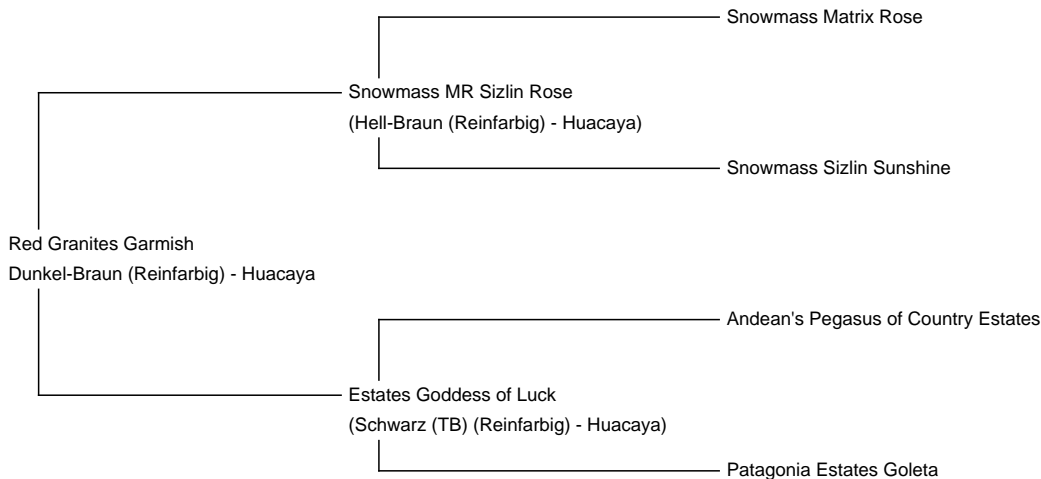 Snowmass Matrix Rose
Snowmass MR Sizlin Rose
(Hell-Braun (Reinfarbig) - Huacaya)
Snowmass Sizlin Sunshine
Red Granites Garmish
Dunkel-Braun (Reinfarbig) - Huacaya
Andean's Pegasus of Country Estates
Estates Goddess of Luck
(Schwarz (TB) (Reinfarbig) - Huacaya)
Patagonia Estates Goleta